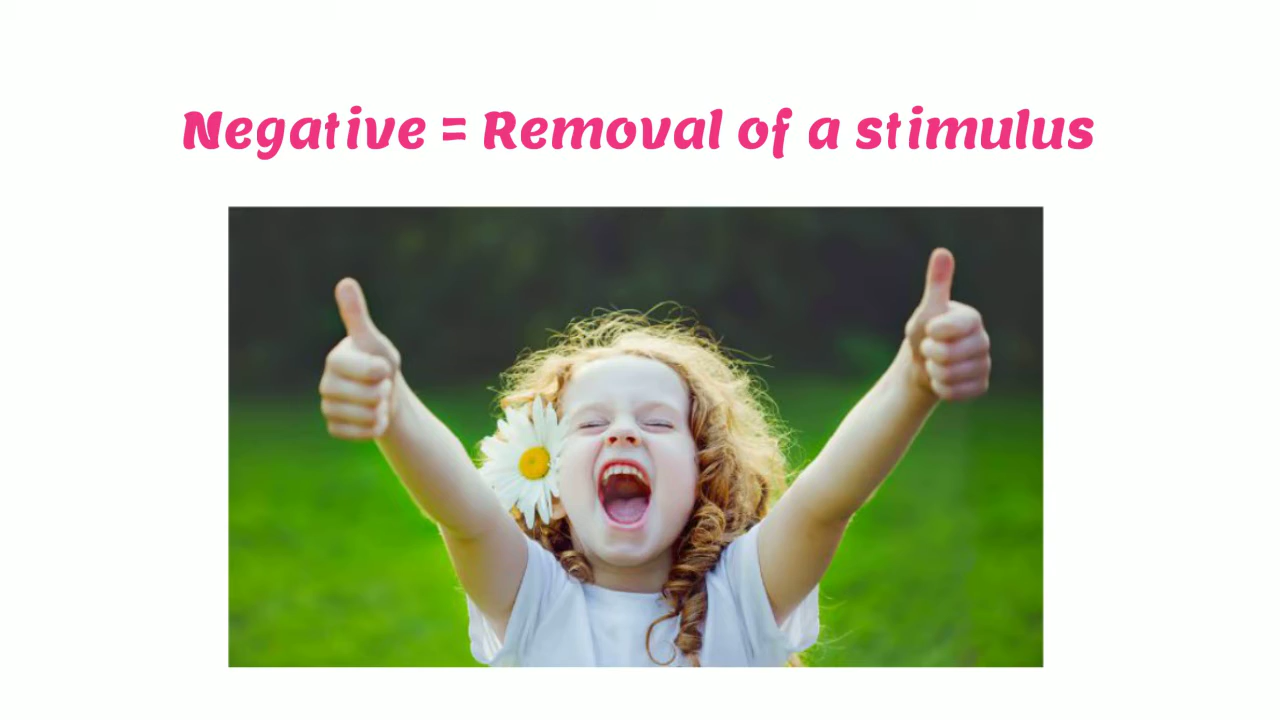 Negative = Removal of a stimulus